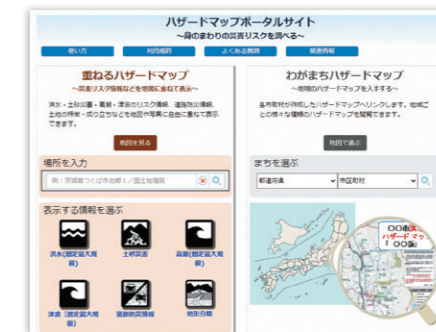 ハザードマップポータルサイト
~身のまわりの災害リスクを調べる~
使い方
利用規約
よくある質問
関連情報
重ねるハザードマップ
~災害リスク情報などを地図に重ねて表示~
洪水・土砂災害・高潮・津波のリスク情報、道路防災情報、
土地の特徴・成り立ちなどを地図や写真に自由に重ねて表示
できます。
地図を見る
場所を入力
例:茨城県つくば市北郷1/国土地理院
表示する情報を選ぶ
洪水(想定最大規
模)
土砂災害
高潮(想定最大規
模)
津波(想定最大規
模)
道路防災情報
地形分類
わがまちハザードマップ
~地域のハザードマップを入手する~
各市町村が作成したハザードマップへリンクします。地域ご
との様々な種類のハザードマップを閲覧できます。
地図で選ぶ
まちを選ぶ
都道府県
市区町村
〇〇市
ハザードマッ
「〇〇版